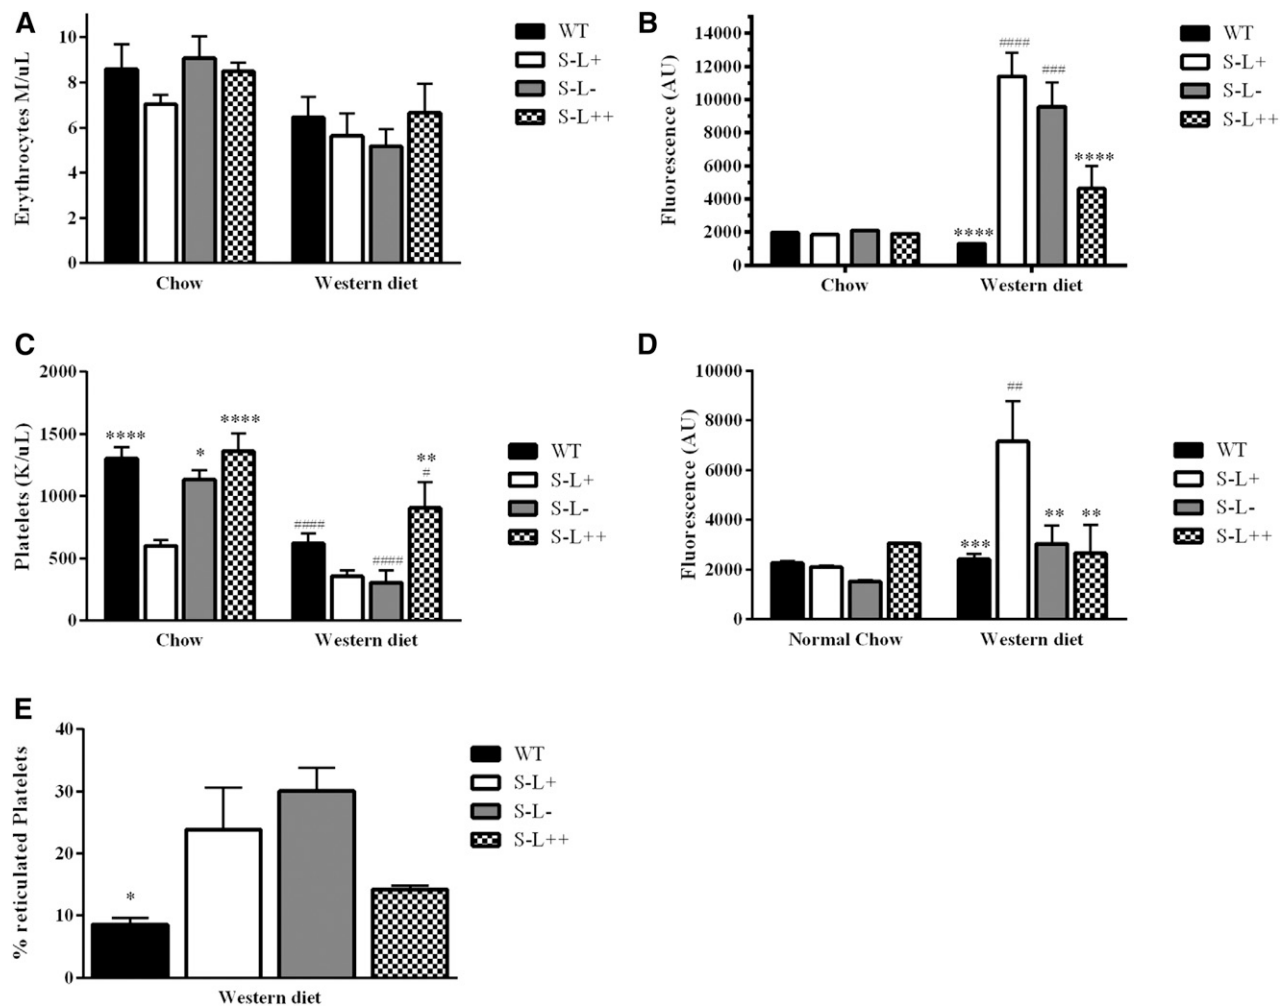 A
Erythrocytes M/uL
10
8
6
4
2
0
Chow
Western diet
WT
S-L+
S-L-
S-L++
B
Fluorescence (AU)
14000
12000
10000
8000
6000
4000
2000
0
####
###
****
****
Chow
Western diet
WT
S-L+
S-L-
S-L++
C
Platelets (K/uL)
2000
1500
1000
500
0
****
*
****
####
####
**
#
Chow
Western diet
WT
S-L+
S-L-
S-L++
D
Fluorescence (AU)
10000
8000
6000
4000
2000
0
##
***
**
**
Normal Chow
Western diet
WT
S-L+
S-L-
S-L++
E
% reticulated Platelets
40
30
20
10
0
*
Western diet
WT
S-L+
S-L-
S-L++